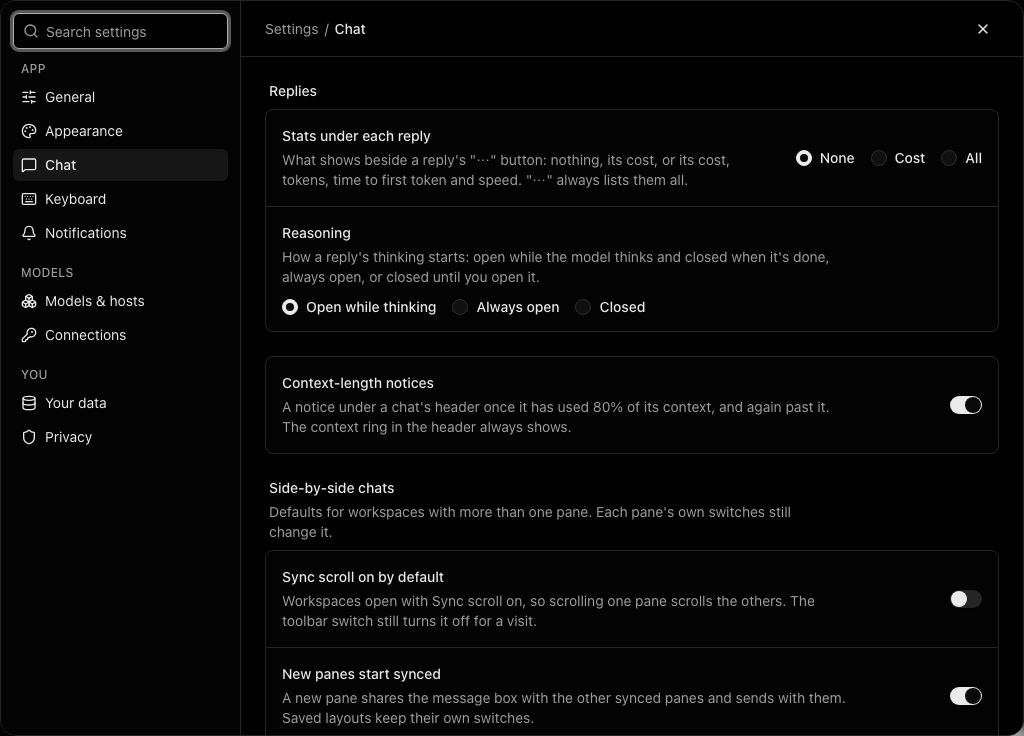 Search settings
APP
General
Appearance
Chat
Keyboard
Notifications
MODELS
Models & hosts
Connections
YOU
Your data
Privacy
Settings / Chat
Replies
Stats under each reply
What shows beside a reply's "···" button: nothing, its cost, or its cost,
tokens, time to first token and speed. "···" always lists them all.
None Cost All
Reasoning
How a reply's thinking starts: open while the model thinks and closed when it's done,
always open, or closed until you open it.
Open while thinking Always open Closed
Context-length notices
A notice under a chat's header once it has used 80% of its context, and again past it.
The context ring in the header always shows.
Side-by-side chats
Defaults for workspaces with more than one pane. Each pane's own switches still
change it.
Sync scroll on by default
Workspaces open with Sync scroll on, so scrolling one pane scrolls the others. The
toolbar switch still turns it off for a visit.
New panes start synced
A new pane shares the message box with the other synced panes and sends with them.
Saved layouts keep their own switches.